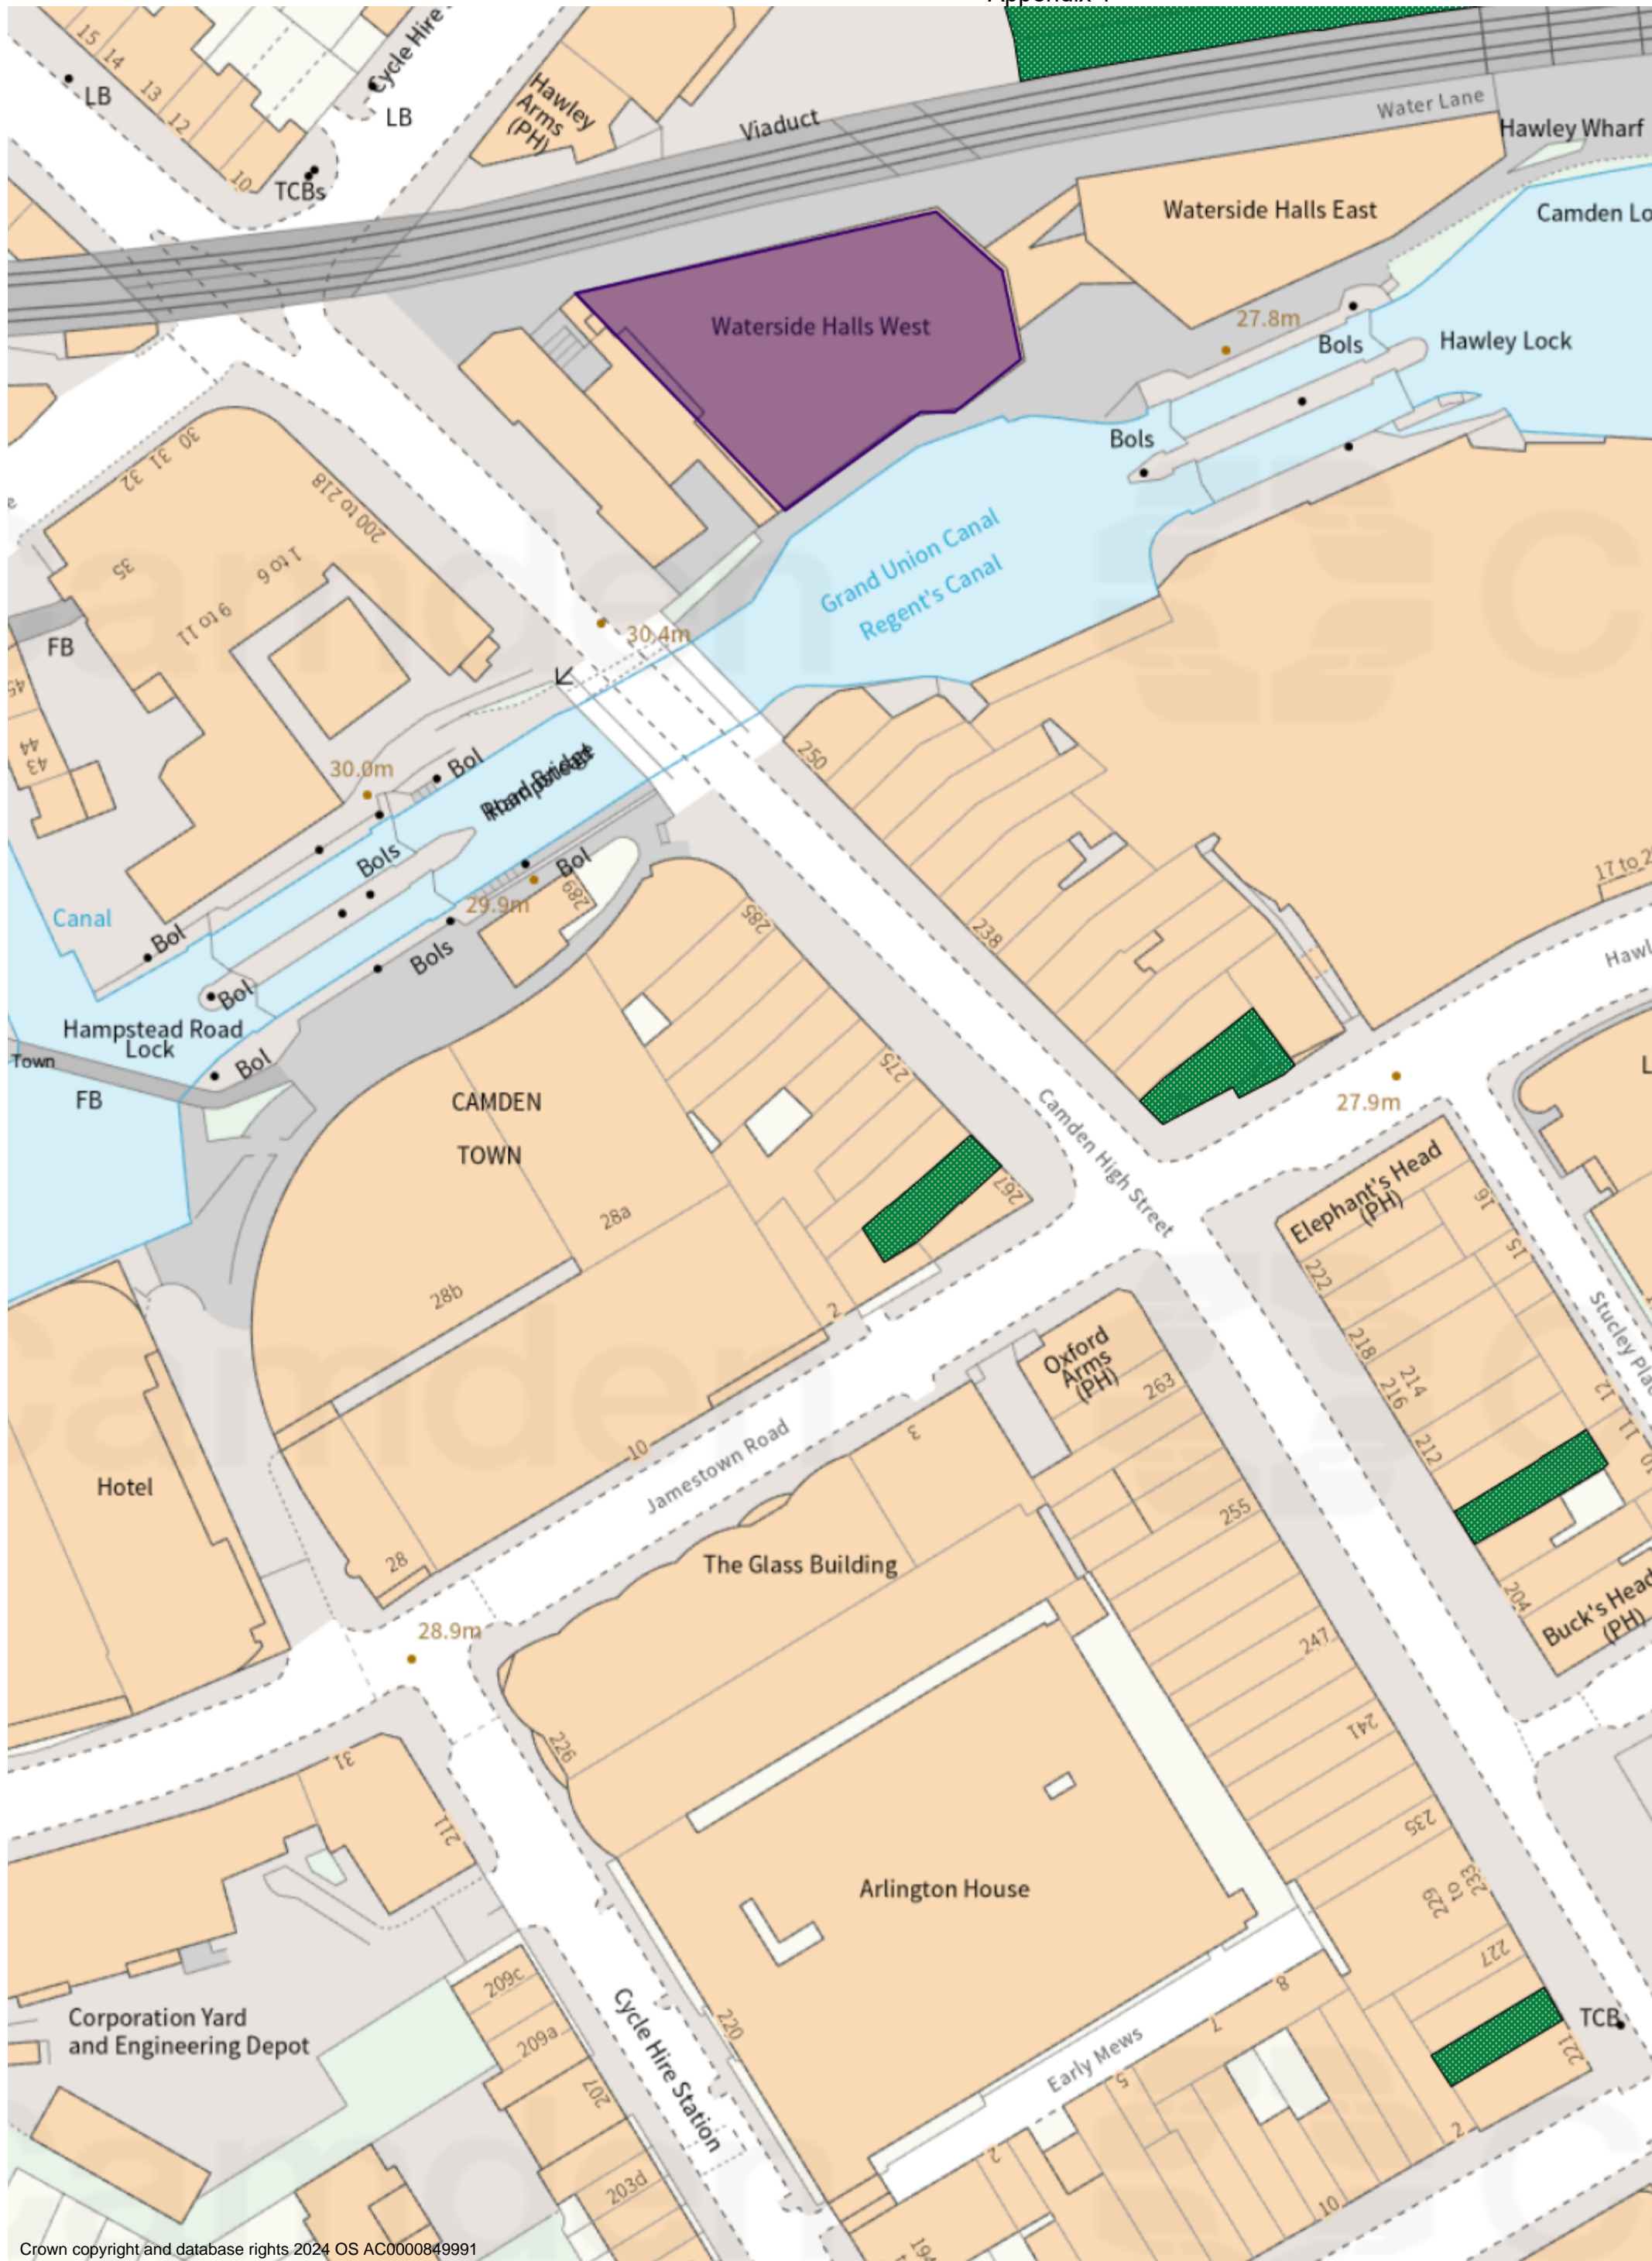 15
14
13
12
10
LB
Cycle Hire
LB
TCBs
Hawley
Arms
(PH)
Viaduct
Water Lane
Hawley Wharf
Waterside Halls East
Camden Lo
Waterside Halls West
27.8m
Bols
Hawley Lock
Bols
30
31
32
200 to 218
35
1 to 6
9 to 11
FB
45
44
43
Grand Union Canal
Regent's Canal
30.4m
30.0m
Bol
Bols
Bol
289
29.9m
Canal
Bol
Bols
Bol
Hampstead Road
Lock
Town
Bol
FB
250
238
285
275
267
17 to 2
Hawl
27.9m
Camden High Street
CAMDEN
TOWN
28a
28b
2
10
28
Hotel
Jamestown Road
Elephant's Head
(PH)
16
15
222
218
214
216
212
12
11
10
Stucley Pla
L
204
Buck's Head
(PH)
Oxford
Arms
(PH)
263
3
255
247
241
235
229
to
233
227
221
TCB
The Glass Building
28.9m
226
31
211
Arlington House
Corporation Yard
and Engineering Depot
209c
209a
207
203d
Cycle Hire Station
220
Early Mews
8
7
5
2
2
10
194
Crown copyright and database rights 2024 OS AC0000849991